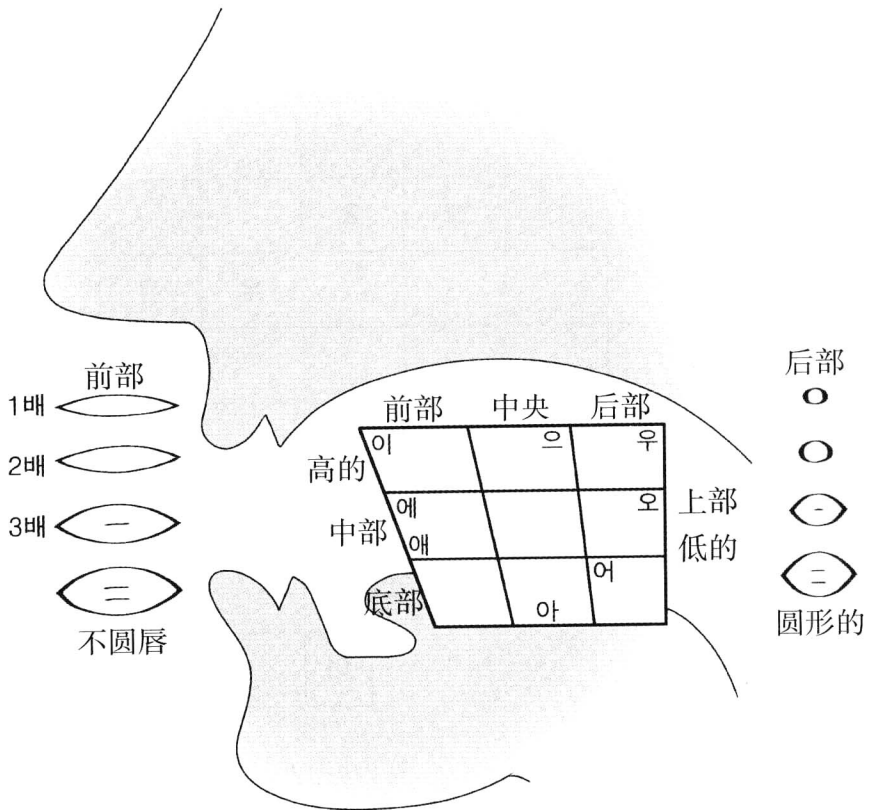 前部
1배
2배
3배
不圆唇
前部 中央 后部
高的
中部
底部
이 으 우
에 오
애
어
아
上部
低的
后部
圆形的